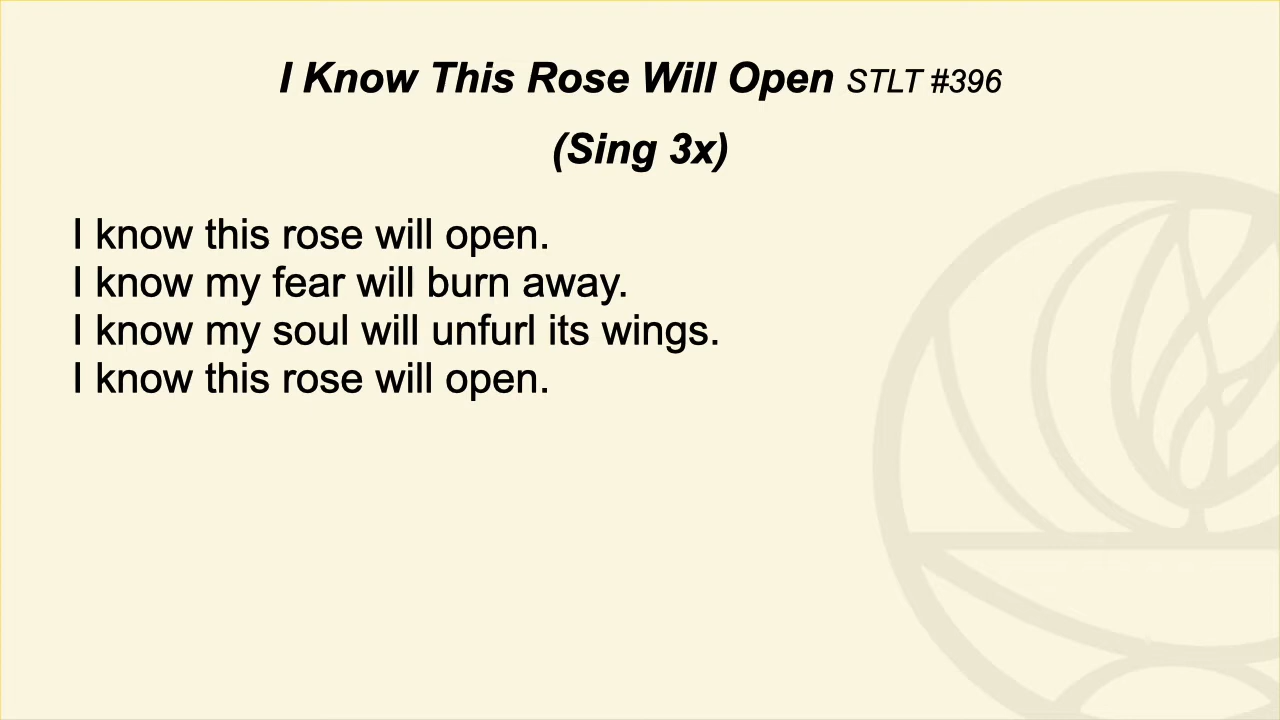 I Know This Rose Will Open STLT #396
(Sing 3x)
I know this rose will open.
I know my fear will burn away.
I know my soul will unfurl its wings.
I know this rose will open.